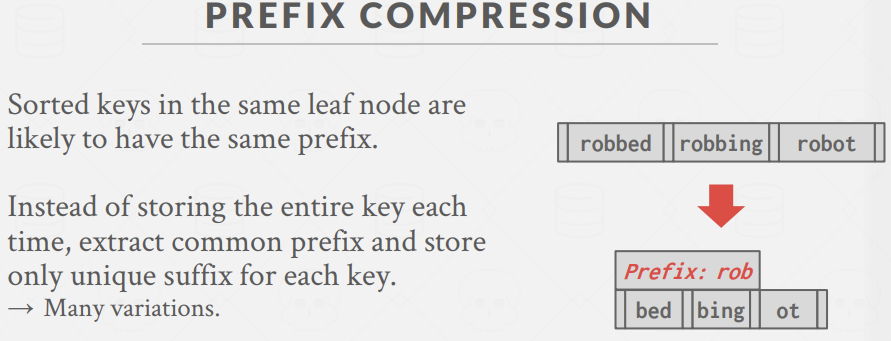 PREFIX COMPRESSION
Sorted keys in the same leaf node are
likely to have the same prefix.
Instead of storing the entire key each
time, extract common prefix and store
only unique suffix for each key.
→ Many variations.
robbed robbing robot
Prefix: rob
bed bing ot